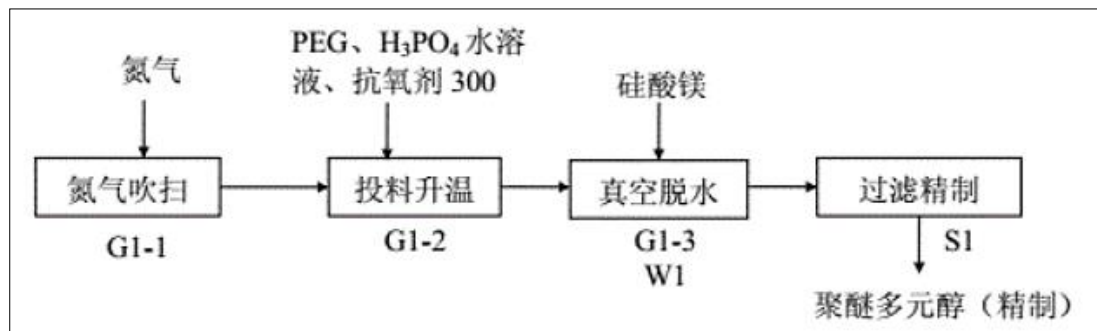 氮气
PEG、H₃PO₄ 水溶
液、抗氧剂 300
硅酸镁
氮气吹扫
投料升温
真空脱水
过滤精制
G1-1
G1-2
G1-3
W1
S1
聚醚多元醇（精制）